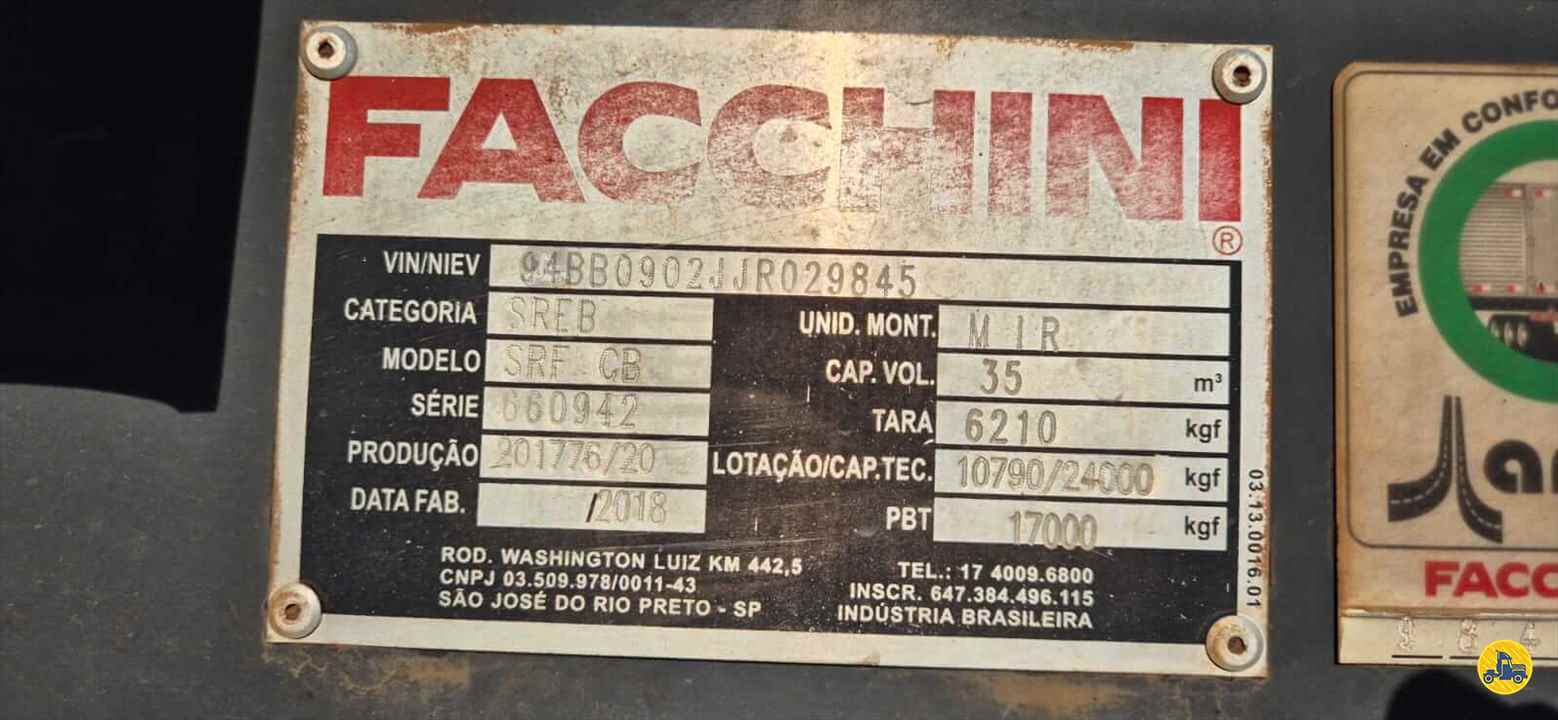 FACCHINI
®
VIN/NIEV 94BB0902JJR029845
CATEGORIA SREB
UNID. MONT. M I R
MODELO SRF CB
CAP. VOL. 35 m³
SÉRIE 660942
TARA 6210 kgf
PRODUÇÃO 201776/20
LOTAÇÃO/CAP.TEC. 10790/24000 kgf
DATA FAB. /2018
PBT 17000 kgf
ROD. WASHINGTON LUIZ KM 442,5
CNPJ 03.509.978/0011-43
SÃO JOSÉ DO RIO PRETO - SP
TEL.: 17 4009.6800
INSCR. 647.384.496.115
INDÚSTRIA BRASILEIRA
03.13.0016.01
EMPRESA EM CONFO
FACC